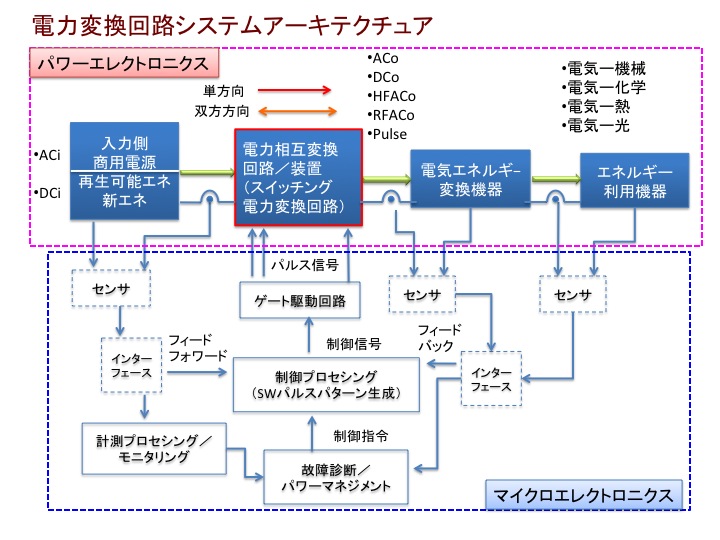 電力変換回路システムアーキテクチュア
パワーエレクトロニクス
単方向
双方方向
•ACo
•DCo
•HFACo
•RFACo
•Pulse
•電気ー機械
•電気ー化学
•電気ー熱
•電気ー光
•ACi
•DCi
入力側
商用電源
再生可能エネ
新エネ
電力相互変換
回路／装置
（スイッチング
電力変換回路）
電気エネルギー
変換機器
エネルギー
利用機器
パルス信号
センサ
ゲート駆動回路
センサ
センサ
フィード
フォワード
制御信号
フィード
バック
インター
フェース
制御プロセシング
（SWパルスパターン生成）
インター
フェース
制御指令
計測プロセシング／
モニタリング
故障診断／
パワーマネジメント
マイクロエレクトロニクス